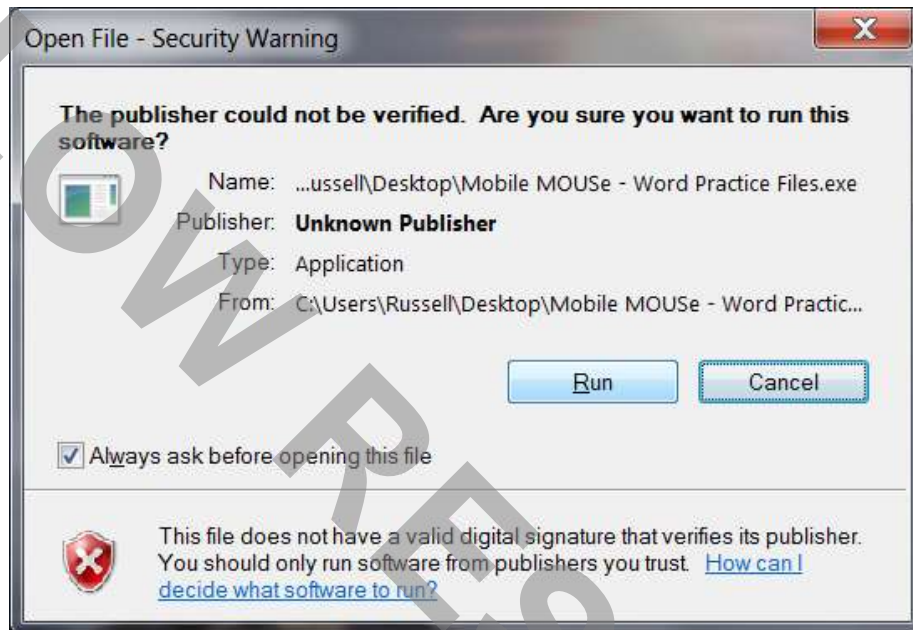 Open File - Security Warning
The publisher could not be verified. Are you sure you want to run this
software?
Name: ...ussell\Desktop\Mobile MOUSe - Word Practice Files.exe
Publisher: Unknown Publisher
Type: Application
From: C:\Users\Russell\Desktop\Mobile MOUSe - Word Practic...
Run Cancel
Always ask before opening this file
This file does not have a valid digital signature that verifies its publisher.
You should only run software from publishers you trust. How can I
decide what software to run?
LOW RES